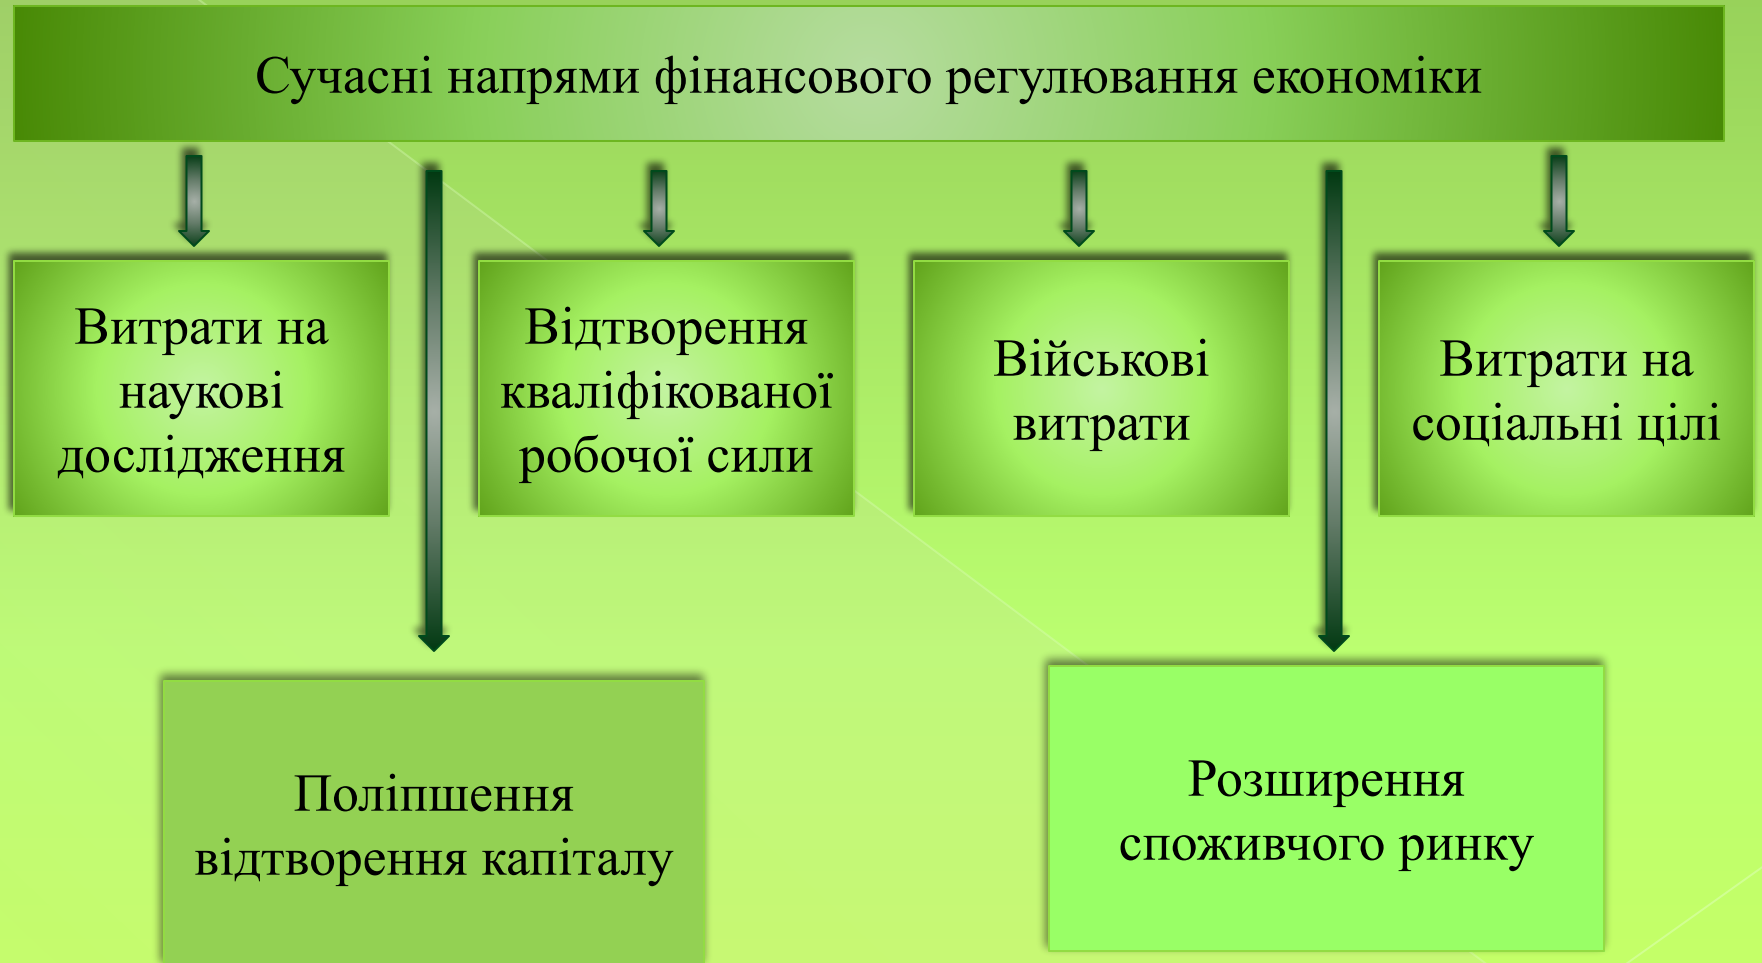 Сучасні напрями фінансового регулювання економіки
Витрати на
наукові
дослідження
Відтворення
кваліфікованої
робочої сили
Військові
витрати
Витрати на
соціальні цілі
Поліпшення
відтворення капіталу
Розширення
споживчого ринку